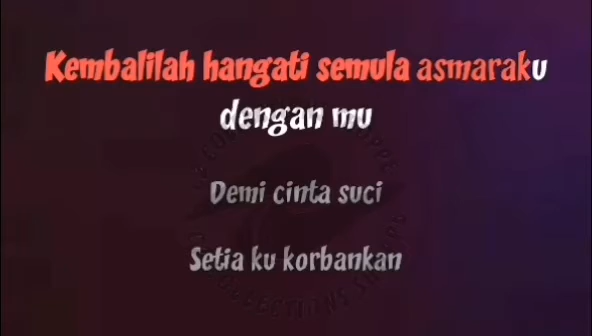 Kembalilah hangati semula asmaraku
dengan mu
Demi cinta suci
Setia ku korbankan